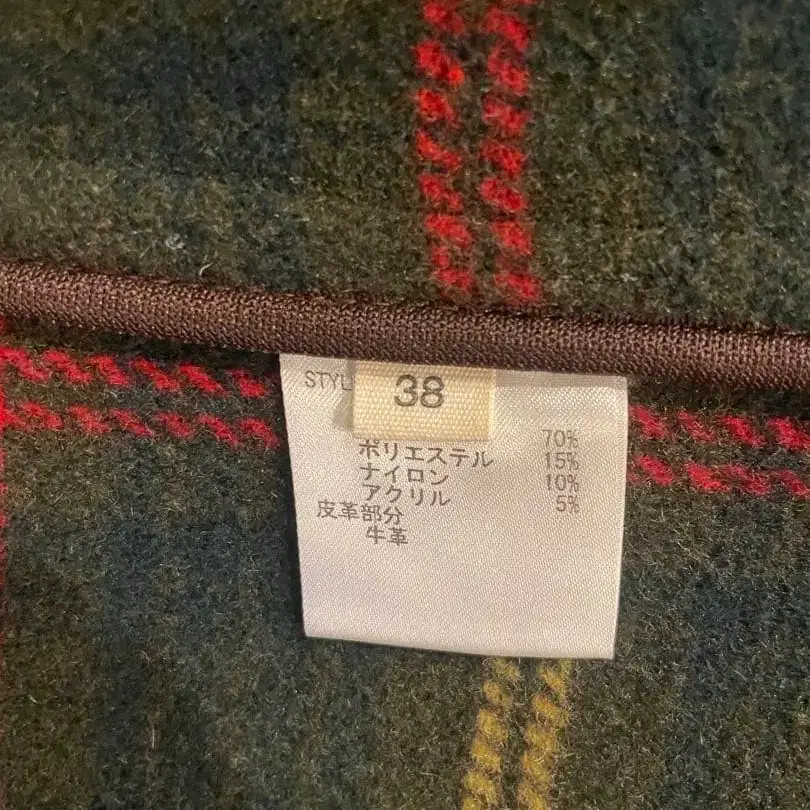 STYL
38
70%
ポリエステル 15%
ナイロン 10%
アクリル 5%
皮革部分
牛革